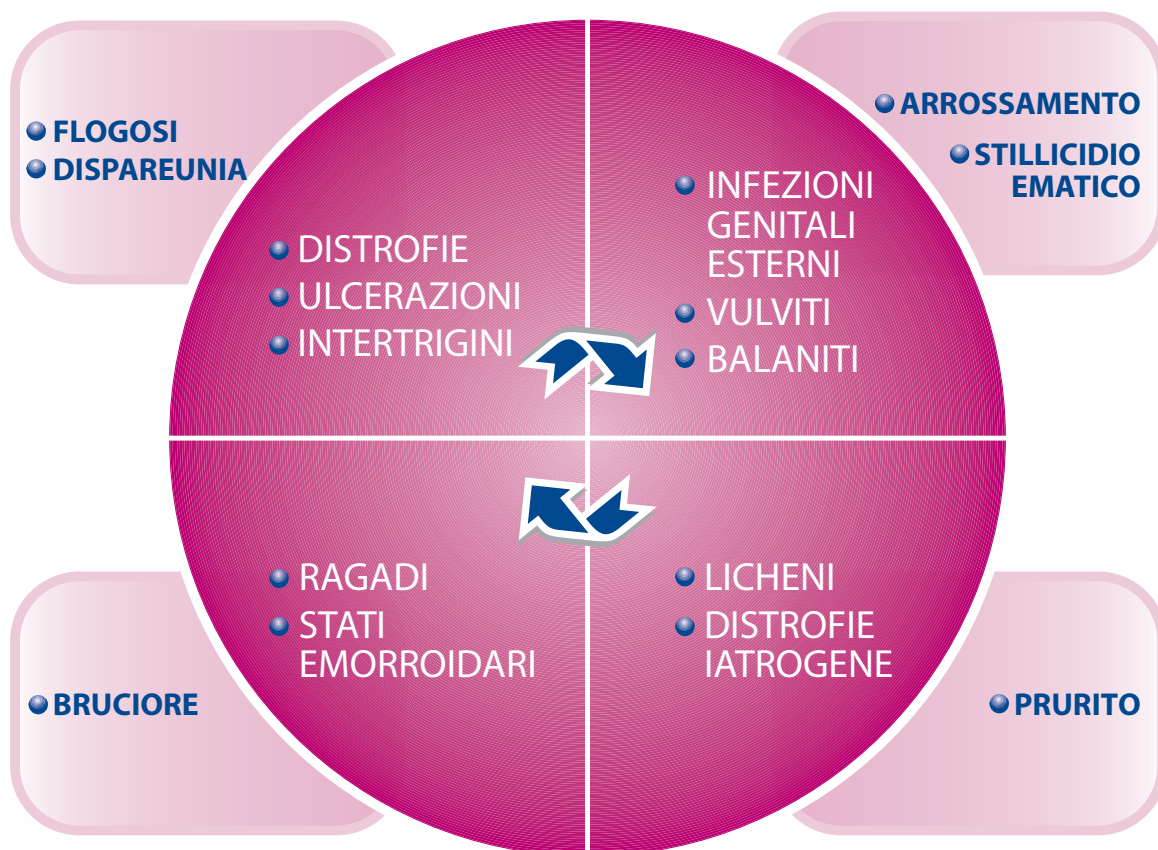 FLOGOSI
DISPAREUNIA
DISTROFIE
ULCERAZIONI
INTERTRIGINI
ARROSSAMENTO
STILLICIDIO
EMATICO
INFEZIONI
GENITALI
ESTERNI
VULVITI
BALANITI
BRUCIORE
RAGADI
STATI
EMORROIDARI
LICHENI
DISTROFIE
IATROGENE
PRURITO